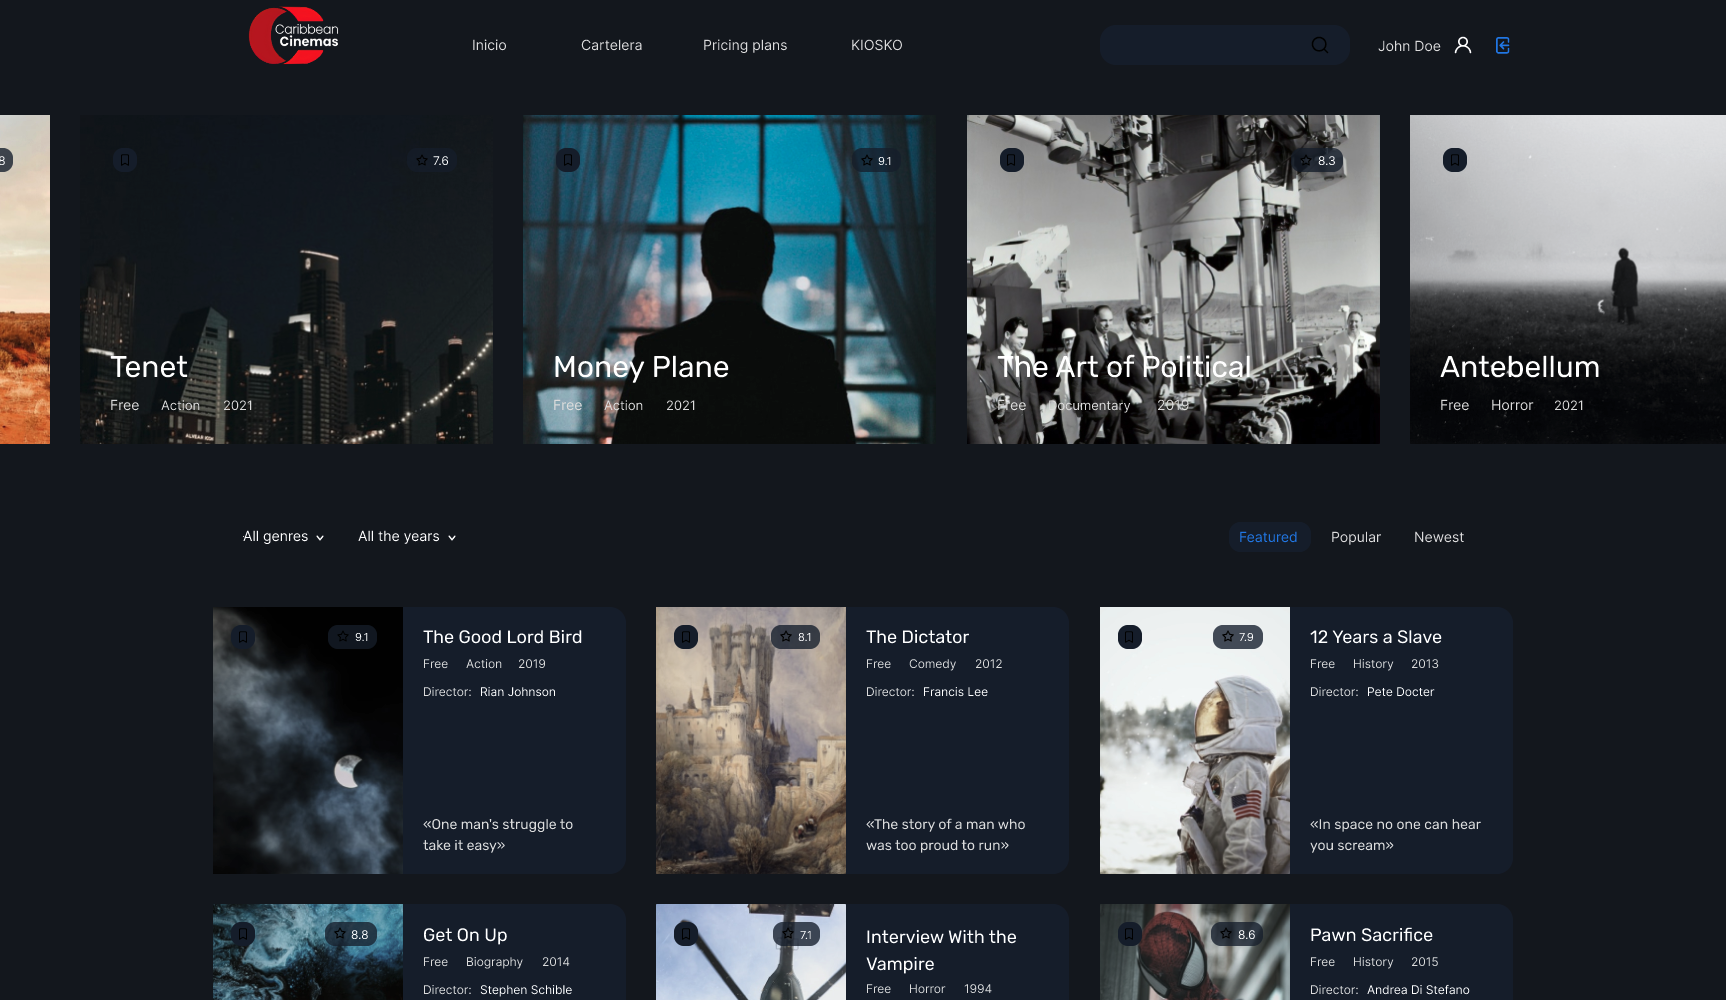 Caribbean
Cinemas
Inicio
Cartelera
Pricing plans
KIOSKO
John Doe
8
7.6
Tenet
Free Action 2021
9.1
Money Plane
Free Action 2021
8.3
The Art of Political
Free Documentary 2019
Antebellum
Free Horror 2021
All genres
All the years
Featured
Popular
Newest
9.1
The Good Lord Bird
Free Action 2019
Director: Rian Johnson
«One man's struggle to
take it easy»
8.1
The Dictator
Free Comedy 2012
Director: Francis Lee
«The story of a man who
was too proud to run»
7.9
12 Years a Slave
Free History 2013
Director: Pete Docter
«In space no one can hear
you scream»
8.8
Get On Up
Free Biography 2014
Director: Stephen Schible
7.1
Interview With the
Vampire
Free Horror 1994
8.6
Pawn Sacrifice
Free History 2015
Director: Andrea Di Stefano